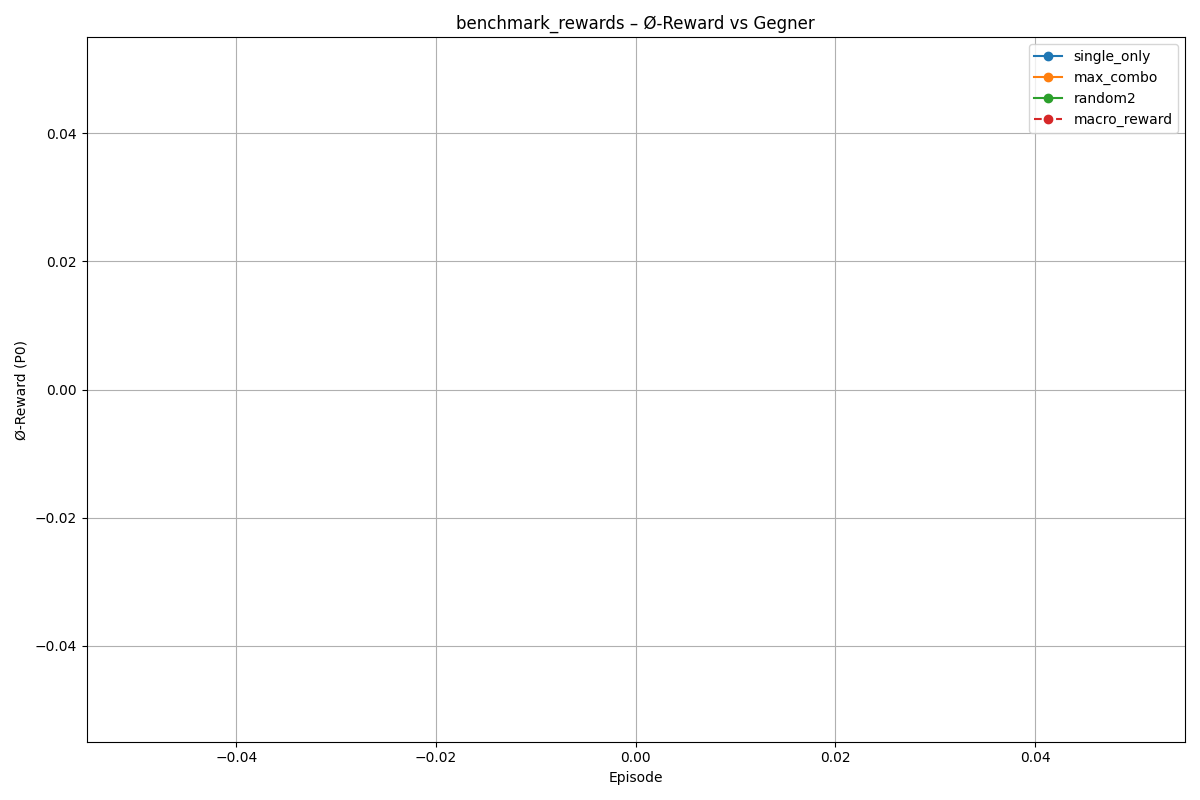 benchmark_rewards – Ø-Reward vs Gegner
single_only
max_combo
random2
macro_reward
Ø-Reward (P0)
0.04
0.02
0.00
−0.02
−0.04
−0.04
−0.02
0.00
0.02
0.04
Episode